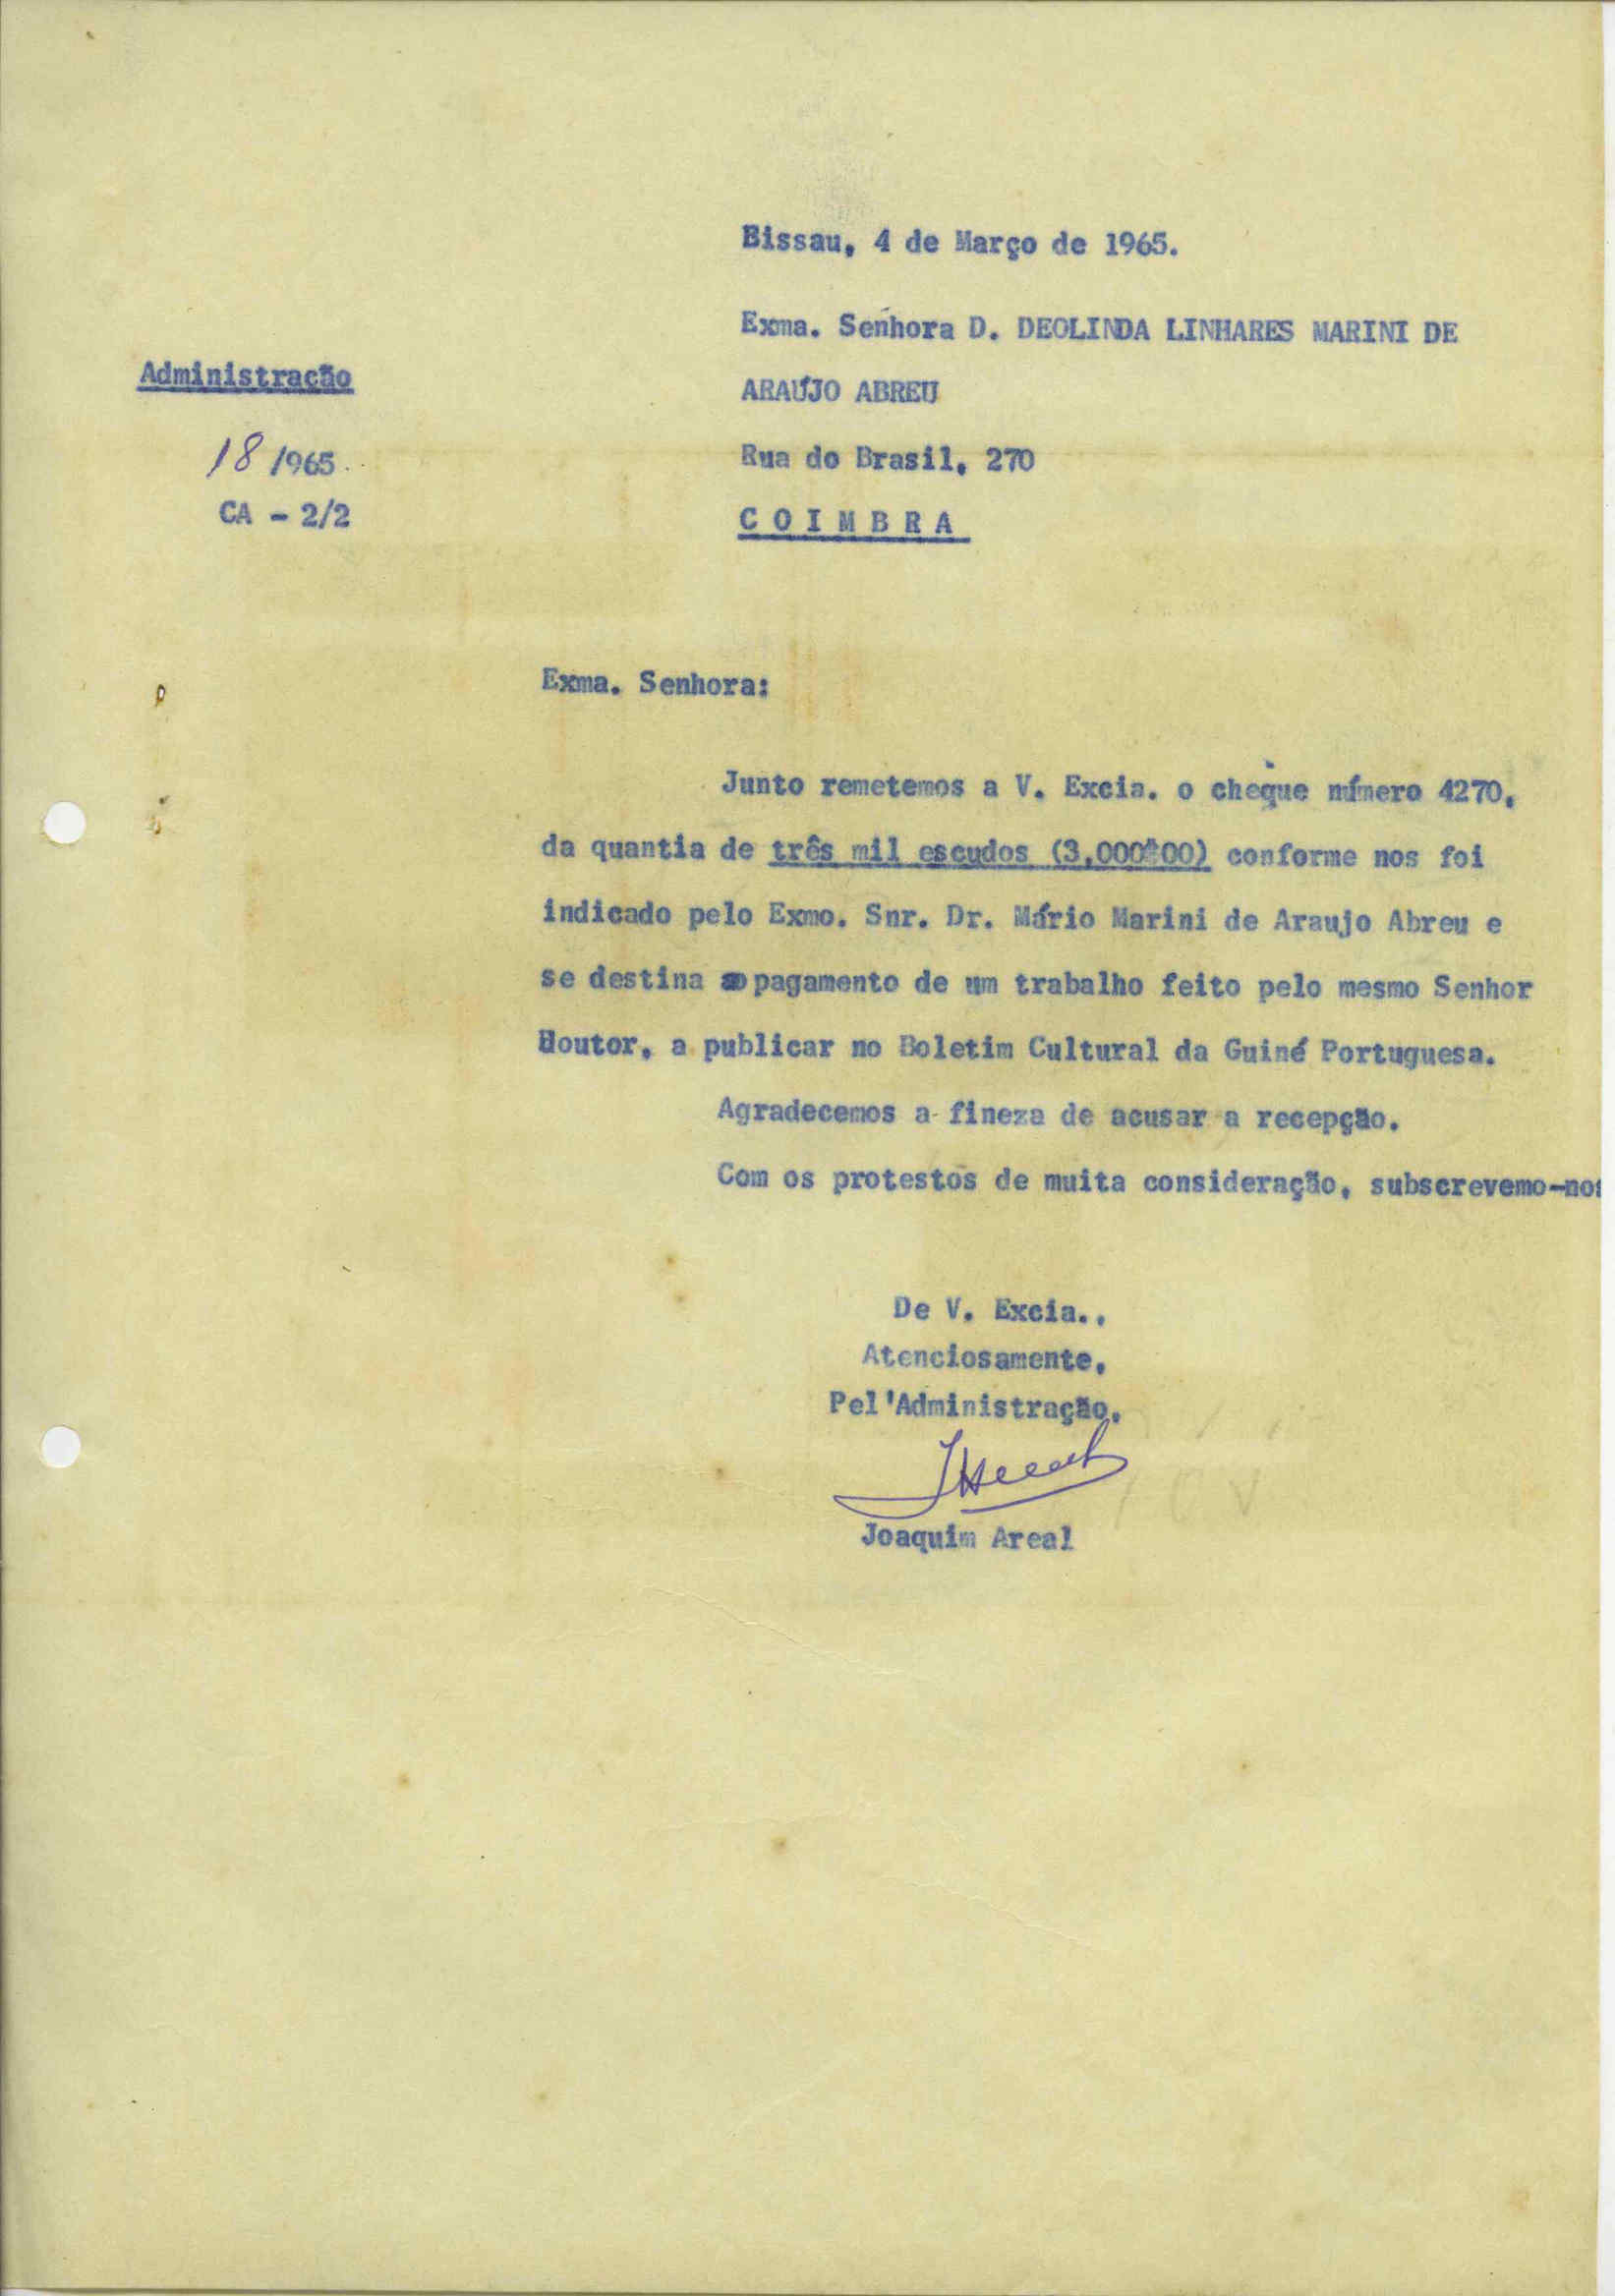 Bissau, 4 de Março de 1965.
Exma. Senhora D. DEOLINDA LINHARES MARINI DE
ARAÚJO ABREU
Administração
18/965
Rua do Brasil, 270
CA - 2/2
COIMBRA
Exma. Senhora:
Junto remetemos a V. Excia. o cheque número 4270,
da quantia de três mil escudos (3,000$00) conforme nos foi
indicado pelo Exmo. Snr. Dr. Mário Marini de Araujo Abreu e
se destina ao pagamento de um trabalho feito pelo mesmo Senhor
Doutor, a publicar no Boletim Cultural da Guiné Portuguesa.
Agradecemos a fineza de acusar a recepção.
Com os protestos de muita consideração, subscrevemo-nos
De V. Excia.,
Atenciosamente,
Pel'Administração,
Joaquim Areal